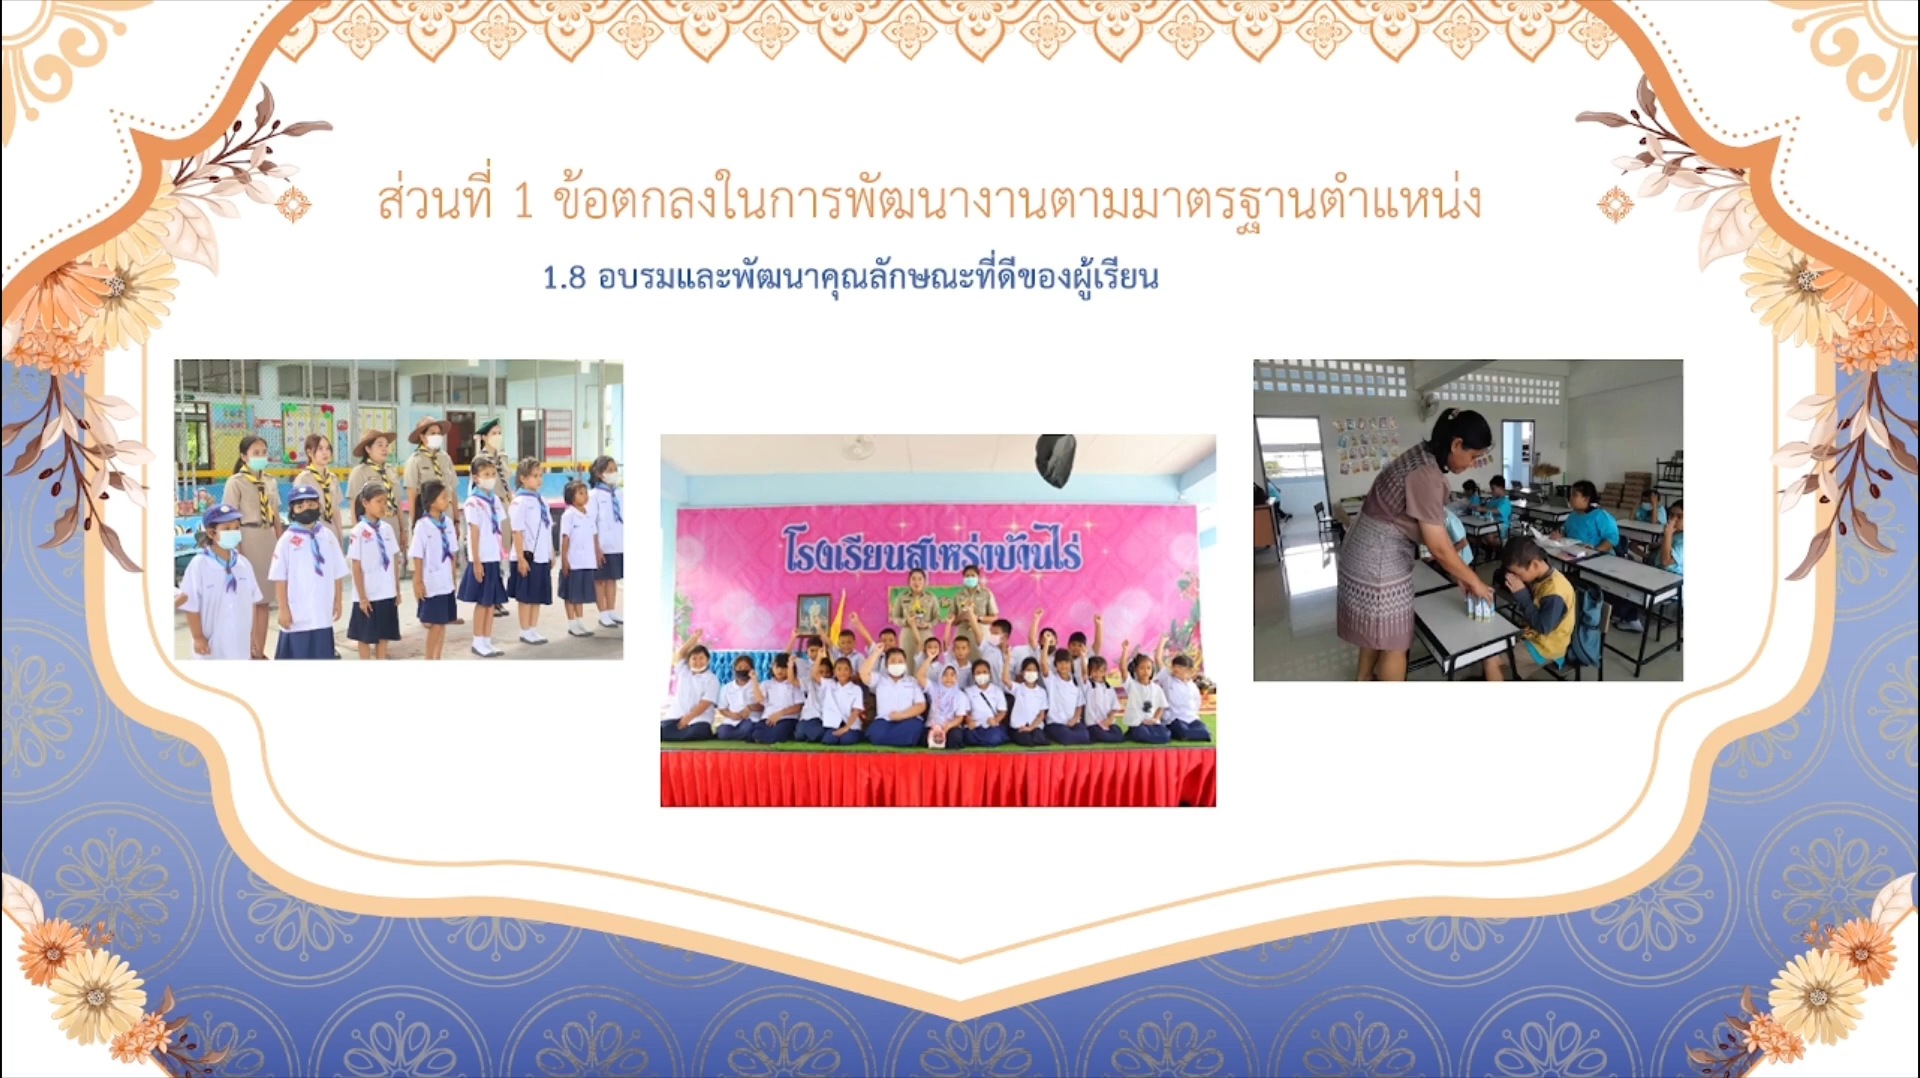 ส่วนที่ 1 ข้อตกลงในการพัฒนางานตามมาตรฐานตำแหน่ง
1.8 อบรมและพัฒนาคุณลักษณะที่ดีของผู้เรียน
โรงเรียนสุเหร่าบ้านไร่